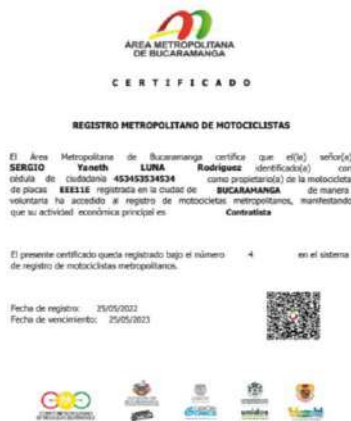 ÁREA METROPOLITANA
DE BUCARAMANGA
CERTIFICADO
REGISTRO METROPOLITANO DE MOTOCICLISTAS
El Área Metropolitana de Bucaramanga certifica que el(la) señor(a)
SERGIO Yaneth LUNA Rodriguez identificado(a) con
cédula de ciudadanía 453453534534 como propietario(a) de la motocicleta
de placas EEE11E registrada en la ciudad de BUCARAMANGA de manera
voluntaria ha accedido al registro de motocicletas metropolitanos, manifestando
que su actividad económica principal es Contratista
El presente certificado queda registrado bajo el número 4 en el sistema
de registro de motociclistas metropolitanos.
Fecha de registro: 25/05/2022
Fecha de vencimiento: 25/05/2023
unidos